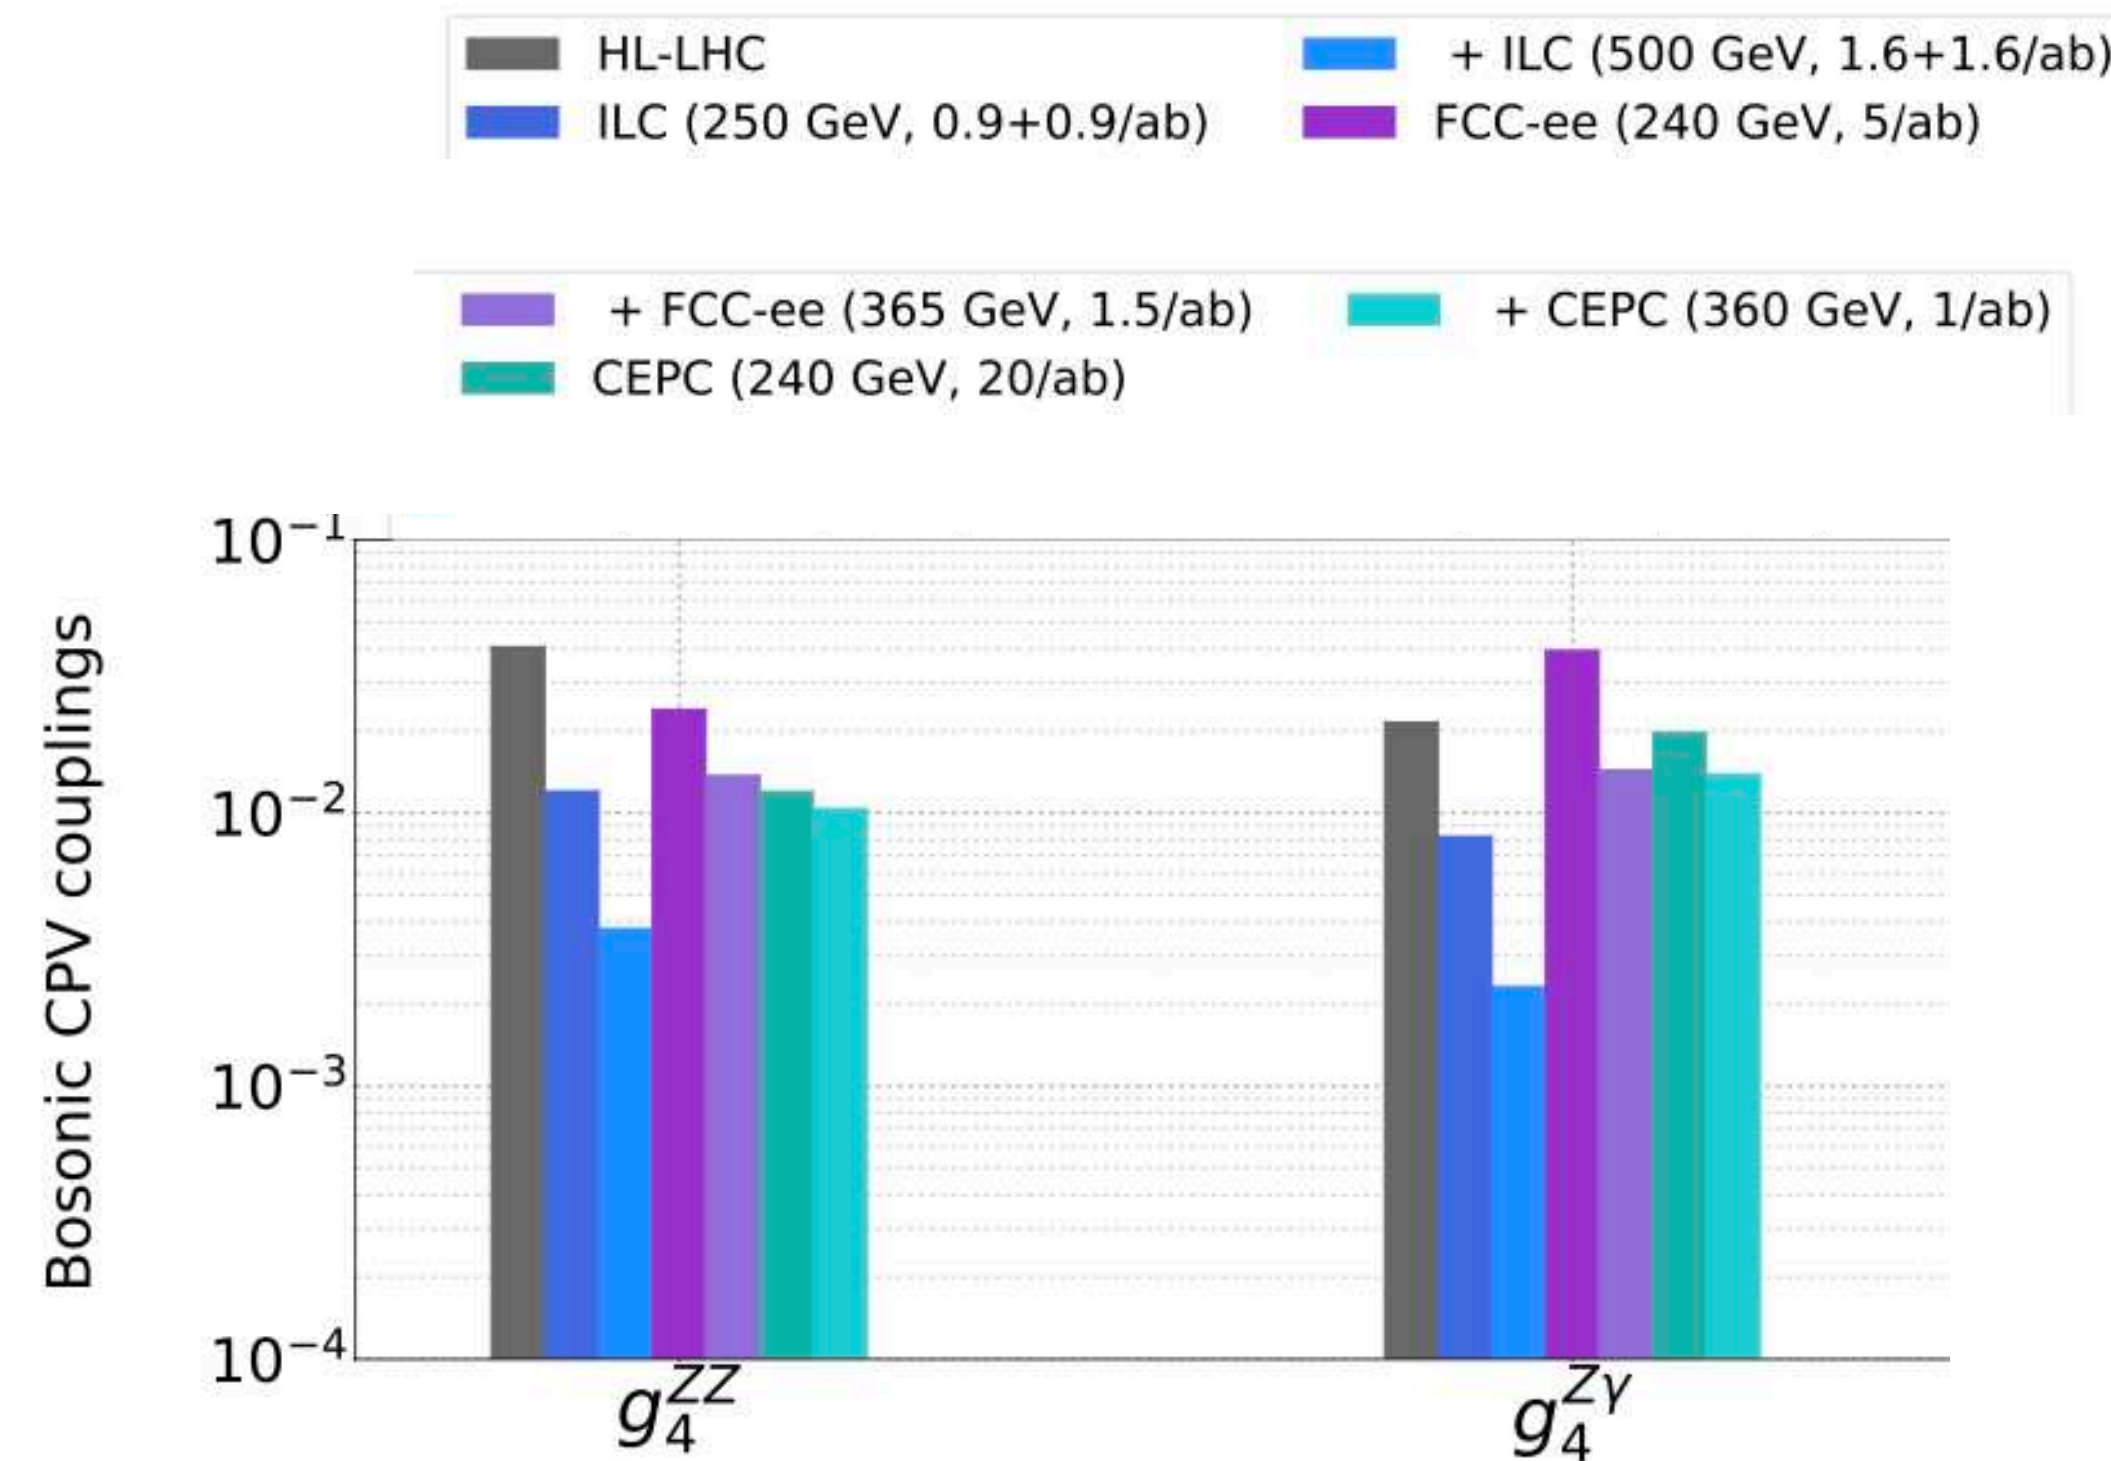 HL-LHC
ILC (250 GeV, 0.9+0.9/ab)
+ ILC (500 GeV, 1.6+1.6/ab)
FCC-ee (240 GeV, 5/ab)
+ FCC-ee (365 GeV, 1.5/ab)
CEPC (240 GeV, 20/ab)
+ CEPC (360 GeV, 1/ab)
Bosonic CPV couplings
10⁻¹
10⁻²
10⁻³
10⁻⁴
g₄^{ZZ}
g₄^{Zγ}